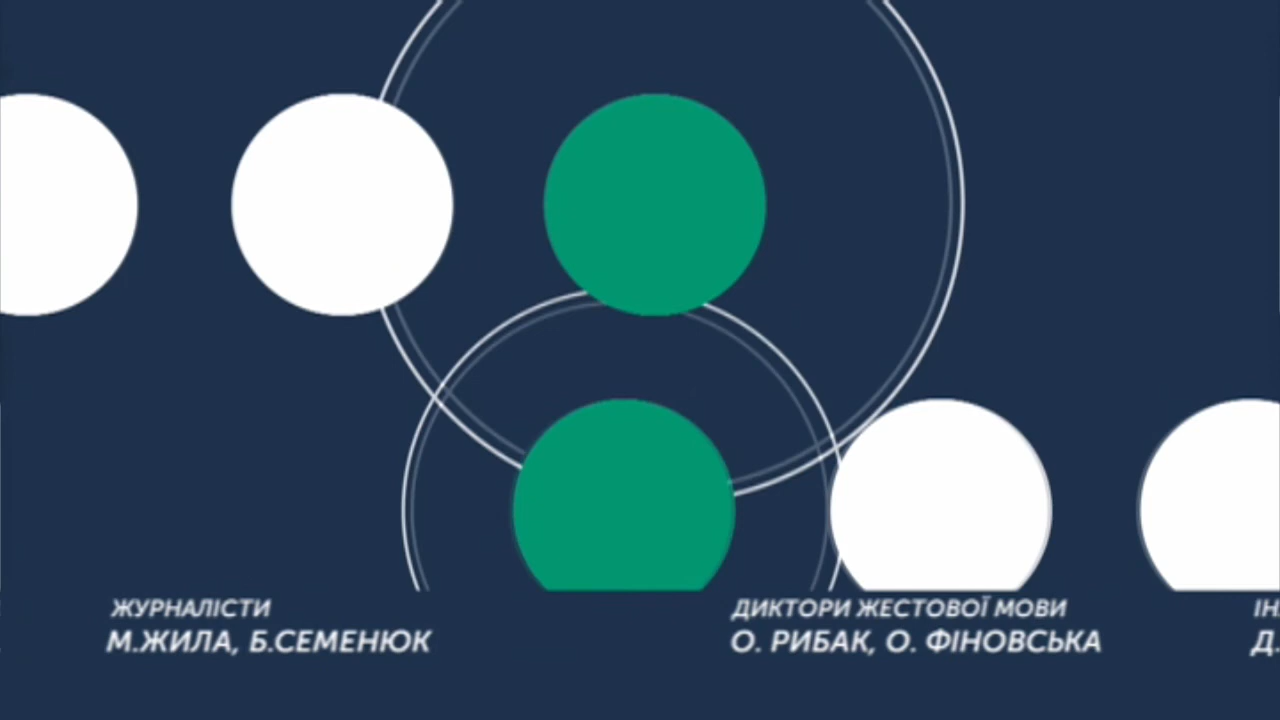 ЖУРНАЛІСТИ
М.ЖИЛА, Б.СЕМЕНЮК
ДИКТОРИ ЖЕСТОВОЇ МОВИ
О. РИБАК, О. ФІНОВСЬКА